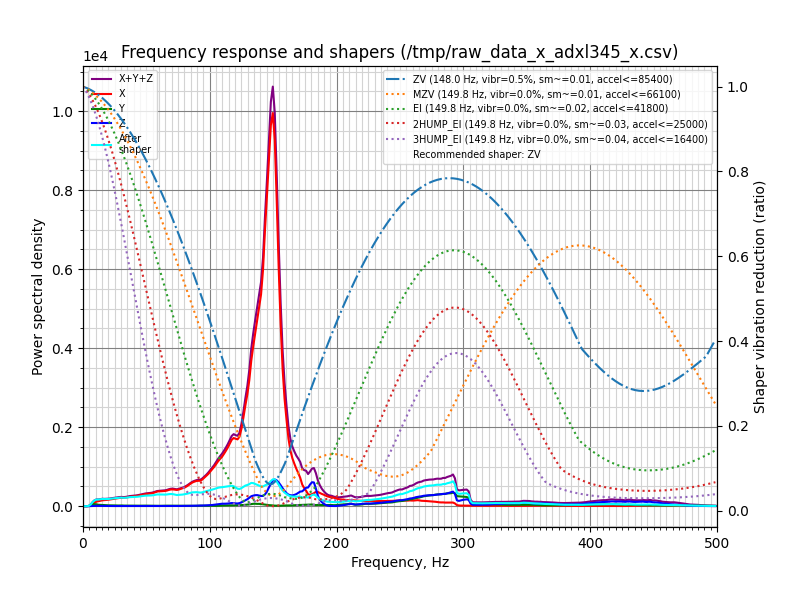 Frequency response and shapers (/tmp/raw_data_x_adxl345_x.csv)
1e4
X+Y+Z
X
Y
Z
After
shaper
ZV (148.0 Hz, vibr=0.5%, sm~=0.01, accel<=85400)
MZV (149.8 Hz, vibr=0.0%, sm~=0.01, accel<=66100)
EI (149.8 Hz, vibr=0.0%, sm~=0.02, accel<=41800)
2HUMP_EI (149.8 Hz, vibr=0.0%, sm~=0.03, accel<=25000)
3HUMP_EI (149.8 Hz, vibr=0.0%, sm~=0.04, accel<=16400)
Recommended shaper: ZV
Power spectral density
1.0
0.8
0.6
0.4
0.2
0.0
Shaper vibration reduction (ratio)
1.0
0.8
0.6
0.4
0.2
0.0
0
100
200
300
400
500
Frequency, Hz